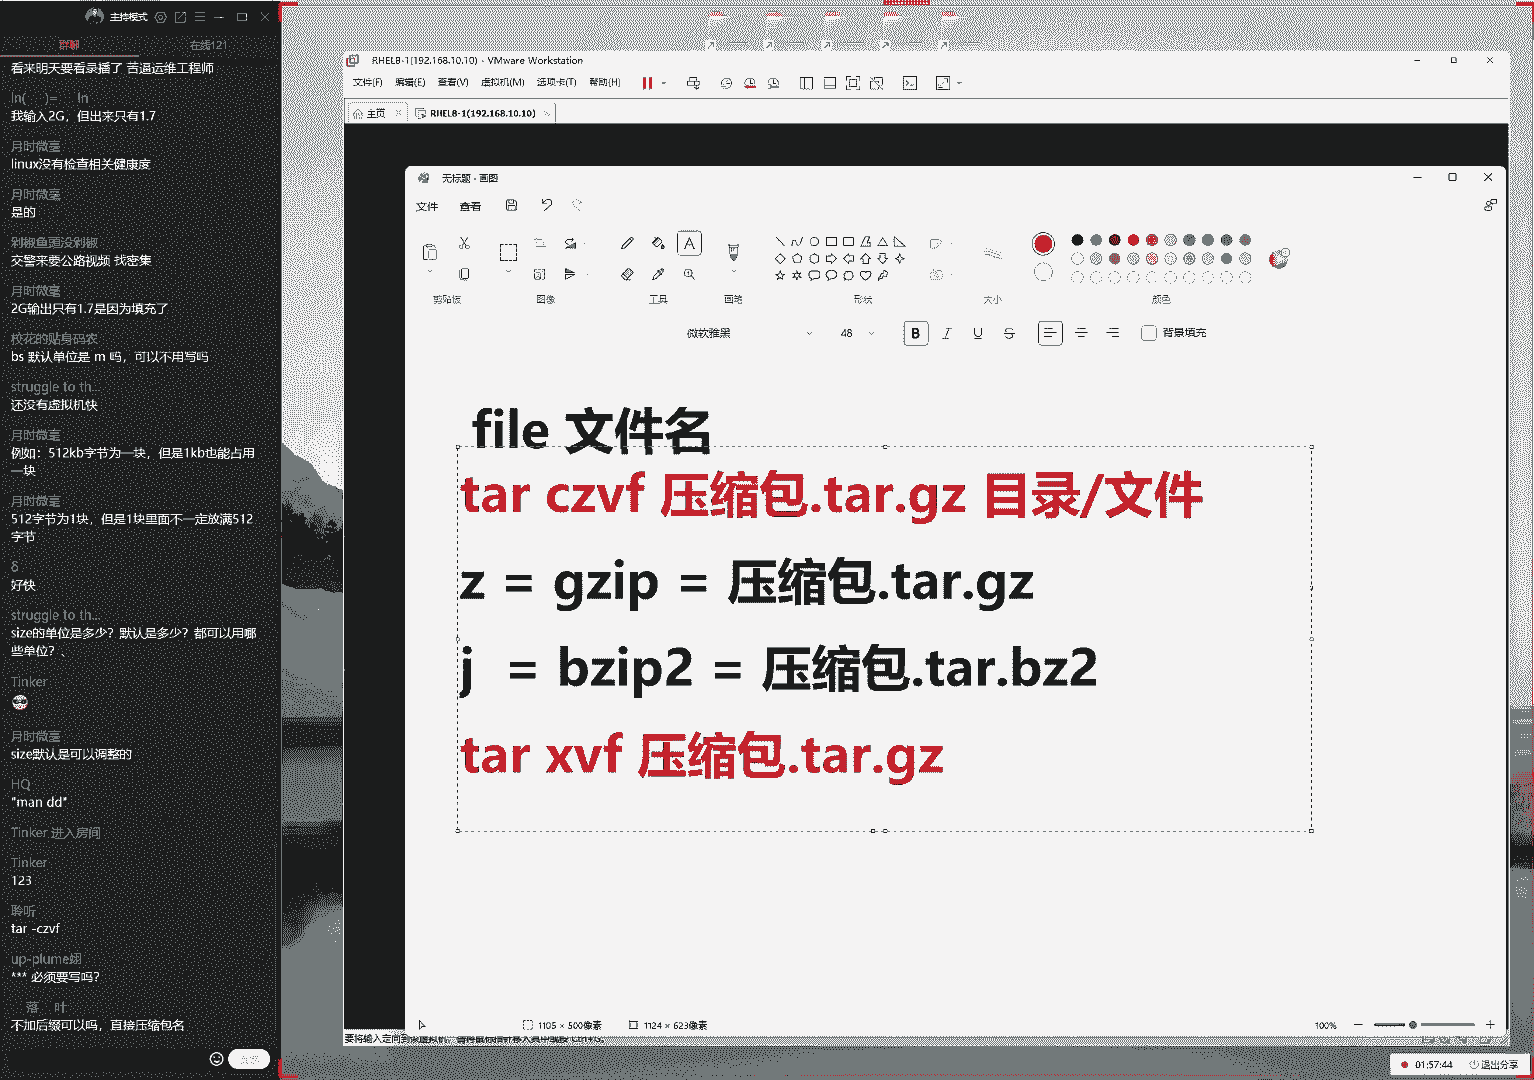 主持模式
群聊
在线121
看来明天要看录播了 苦逼运维工程师
ln( )= ln
我输入2G，但出来只有1.7
月时微毫
linux没有检查相关健康度
月时微毫
是的
剁椒鱼頭没剁椒
交警来要公路视频 找密集
月时微毫
2G输出只有1.7是因为填充了
校花的贴身码农
bs 默认单位是 m 吗，可以不用写吗
struggle to th...
还没有虚拟机快
月时微毫
例如：512kb字节为一块，但是1kb也能占用
一块
月时微毫
512字节为1块，但是1块里面不一定放满512
字节
δ
好快
struggle to th...
size的单位是多少？默认是多少？都可以用哪
些单位？、
Tinker
月时微毫
size默认是可以调整的
HQ
"man dd"
Tinker 进入房间
Tinker
123
聆听
tar -czvf
up-plume翊
*** 必须要写吗？
落 叶
不加后缀可以吗，直接压缩包名
RHEL8-1(192.168.10.10) - VMware Workstation
文件(F) 编辑(E) 查看(V) 虚拟机(M) 选项卡(T) 帮助(H)
主页 RHEL8-1(192.168.10.10)
无标题 - 画图
文件 查看
剪贴板 图像 工具 画笔 形状 大小 颜色
微软雅黑 48 B I U S 背景填充
file 文件名
tar czvf 压缩包.tar.gz 目录/文件
z = gzip = 压缩包.tar.gz
j = bzip2 = 压缩包.tar.bz2
tar xvf 压缩包.tar.gz
1105 × 500像素 1124 × 623像素 100%
01:57:44 退出分享